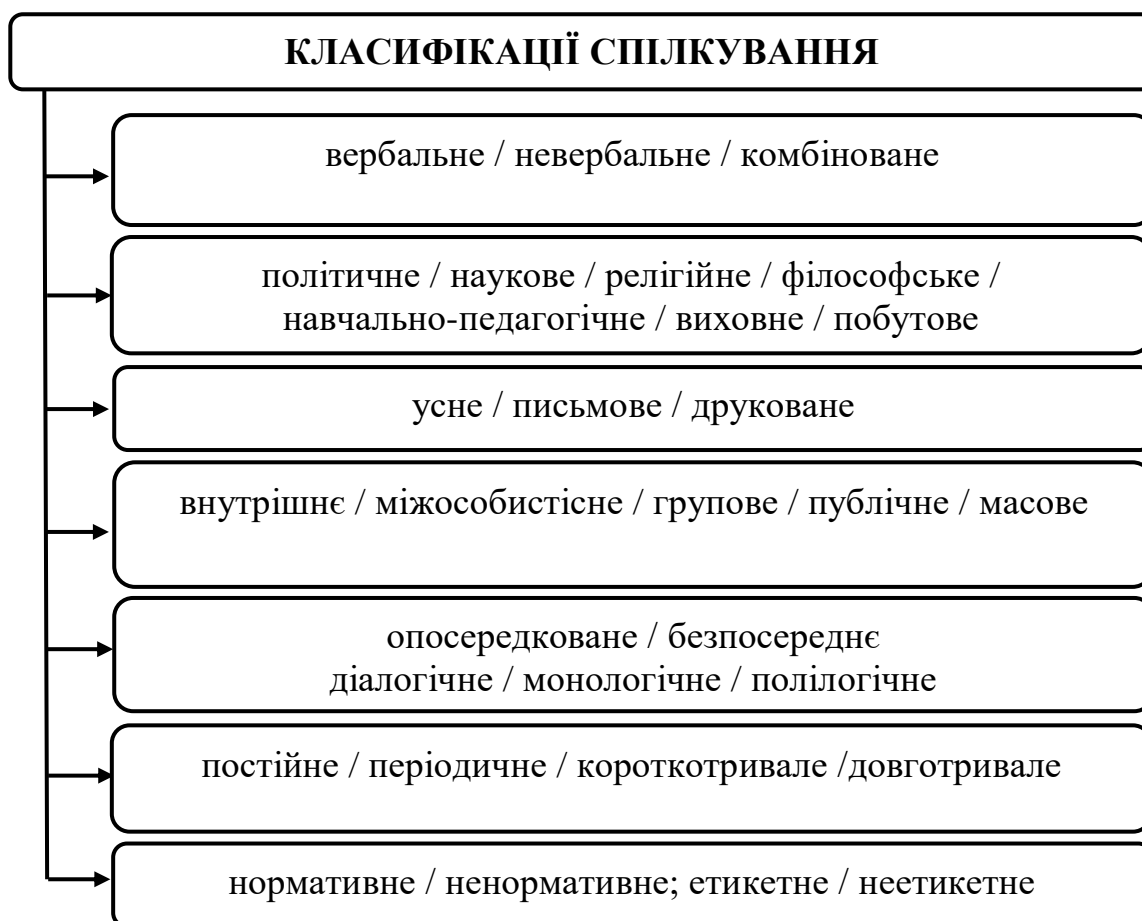 КЛАСИФІКАЦІЇ СПІЛКУВАННЯ
вербальне / невербальне / комбіноване
політичне / наукове / релігійне / філософське /
навчально-педагогічне / виховне / побутове
усне / письмове / друковане
внутрішнє / міжособистісне / групове / публічне / масове
опосередковане / безпосереднє
діалогічне / монологічне / полілогічне
постійне / періодичне / короткотривале /довготривале
нормативне / ненормативне; етикетне / неетикетне